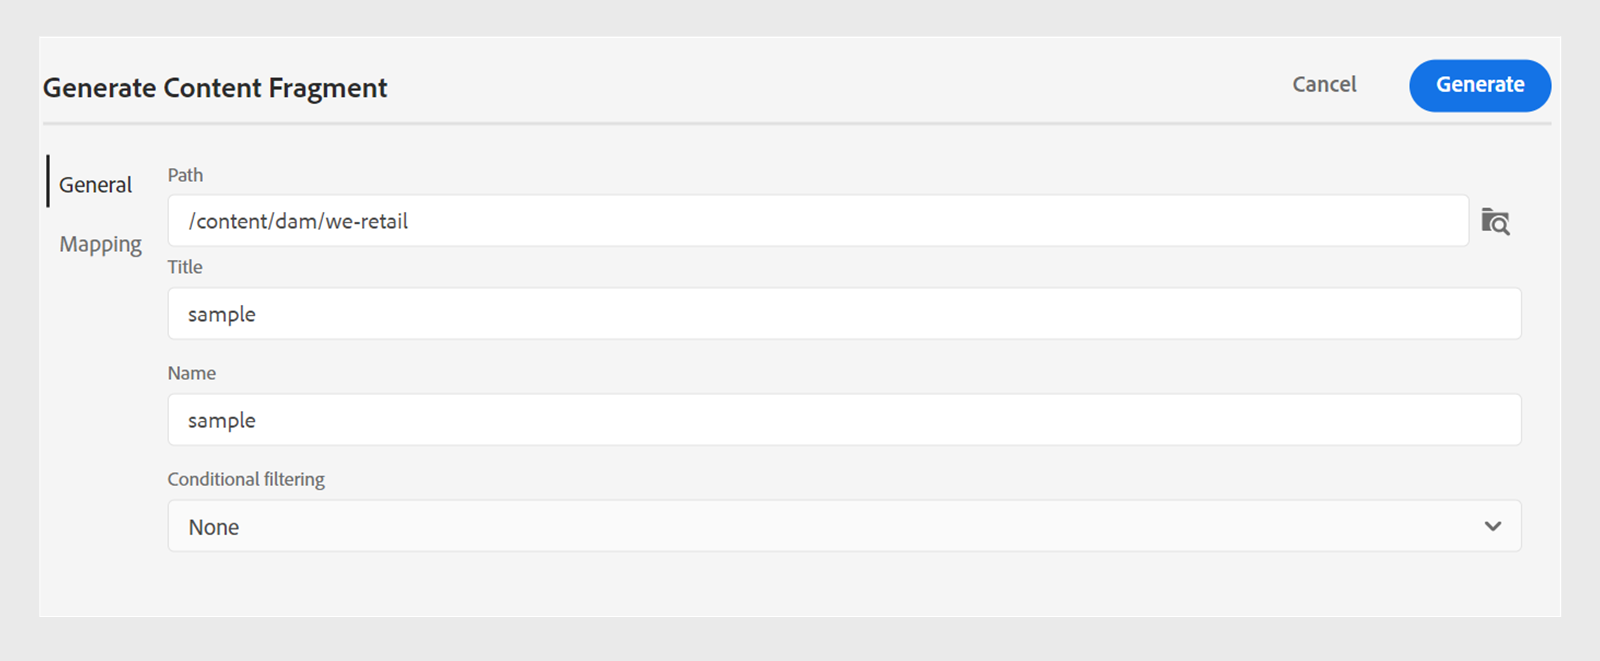 Generate Content Fragment
Cancel
Generate
General
Mapping
Path
/content/dam/we-retail
Title
sample
Name
sample
Conditional filtering
None